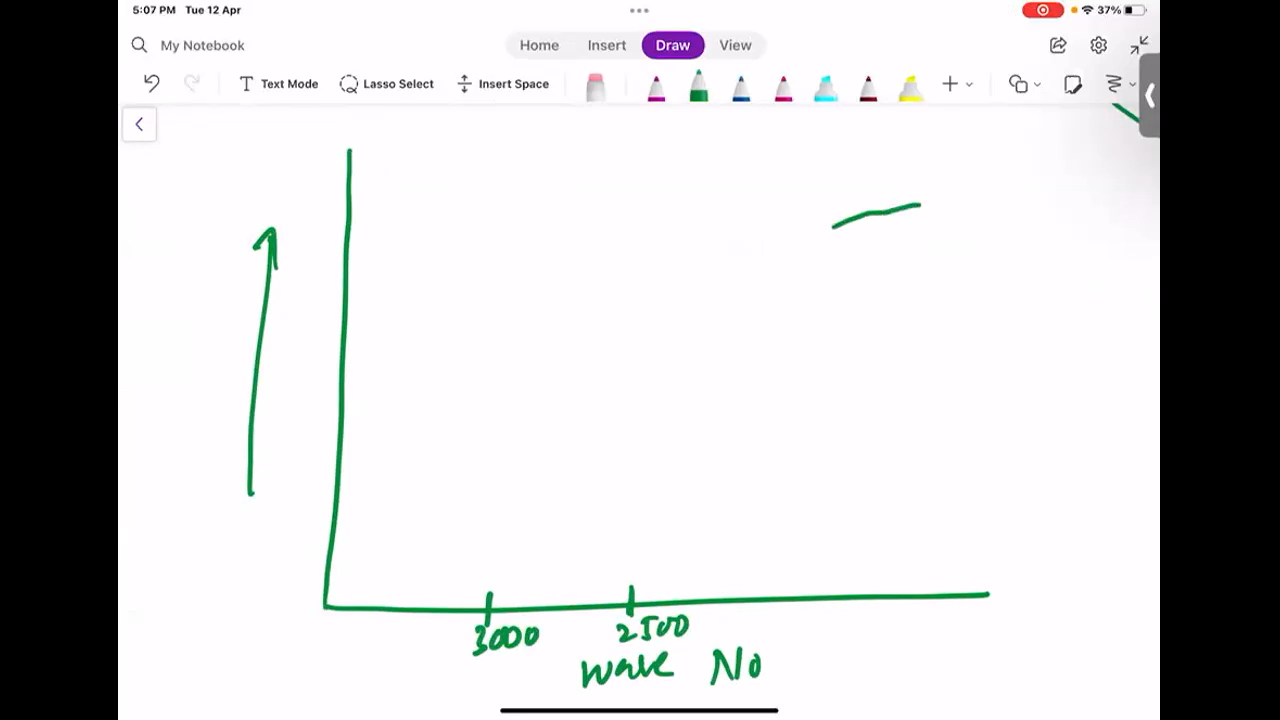 5:07 PM Tue 12 Apr 37%
My Notebook Home Insert Draw View
Text Mode Lasso Select Insert Space
3000 2500
wave No